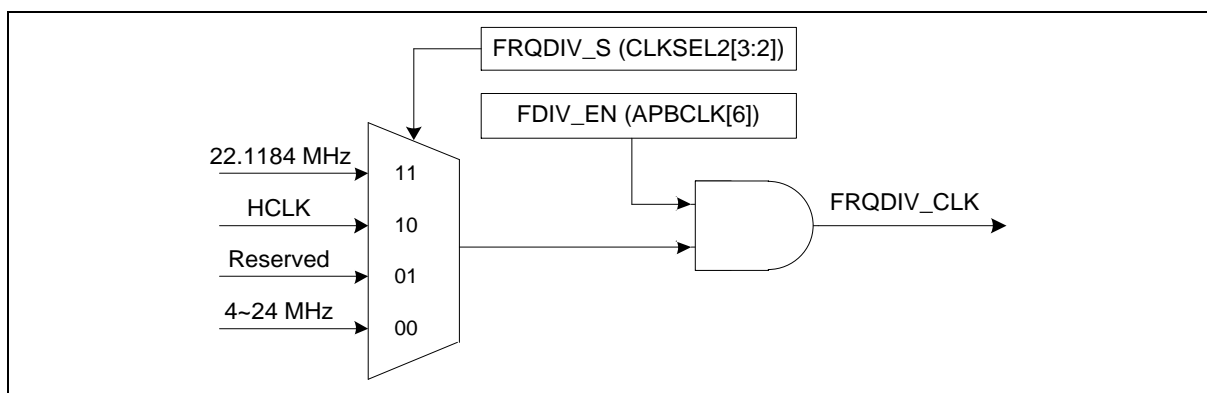 FRQDIV_S (CLKSEL2[3:2])
FDIV_EN (APBCLK[6])
22.1184 MHz
11
HCLK
10
Reserved
01
4~24 MHz
00
FRQDIV_CLK